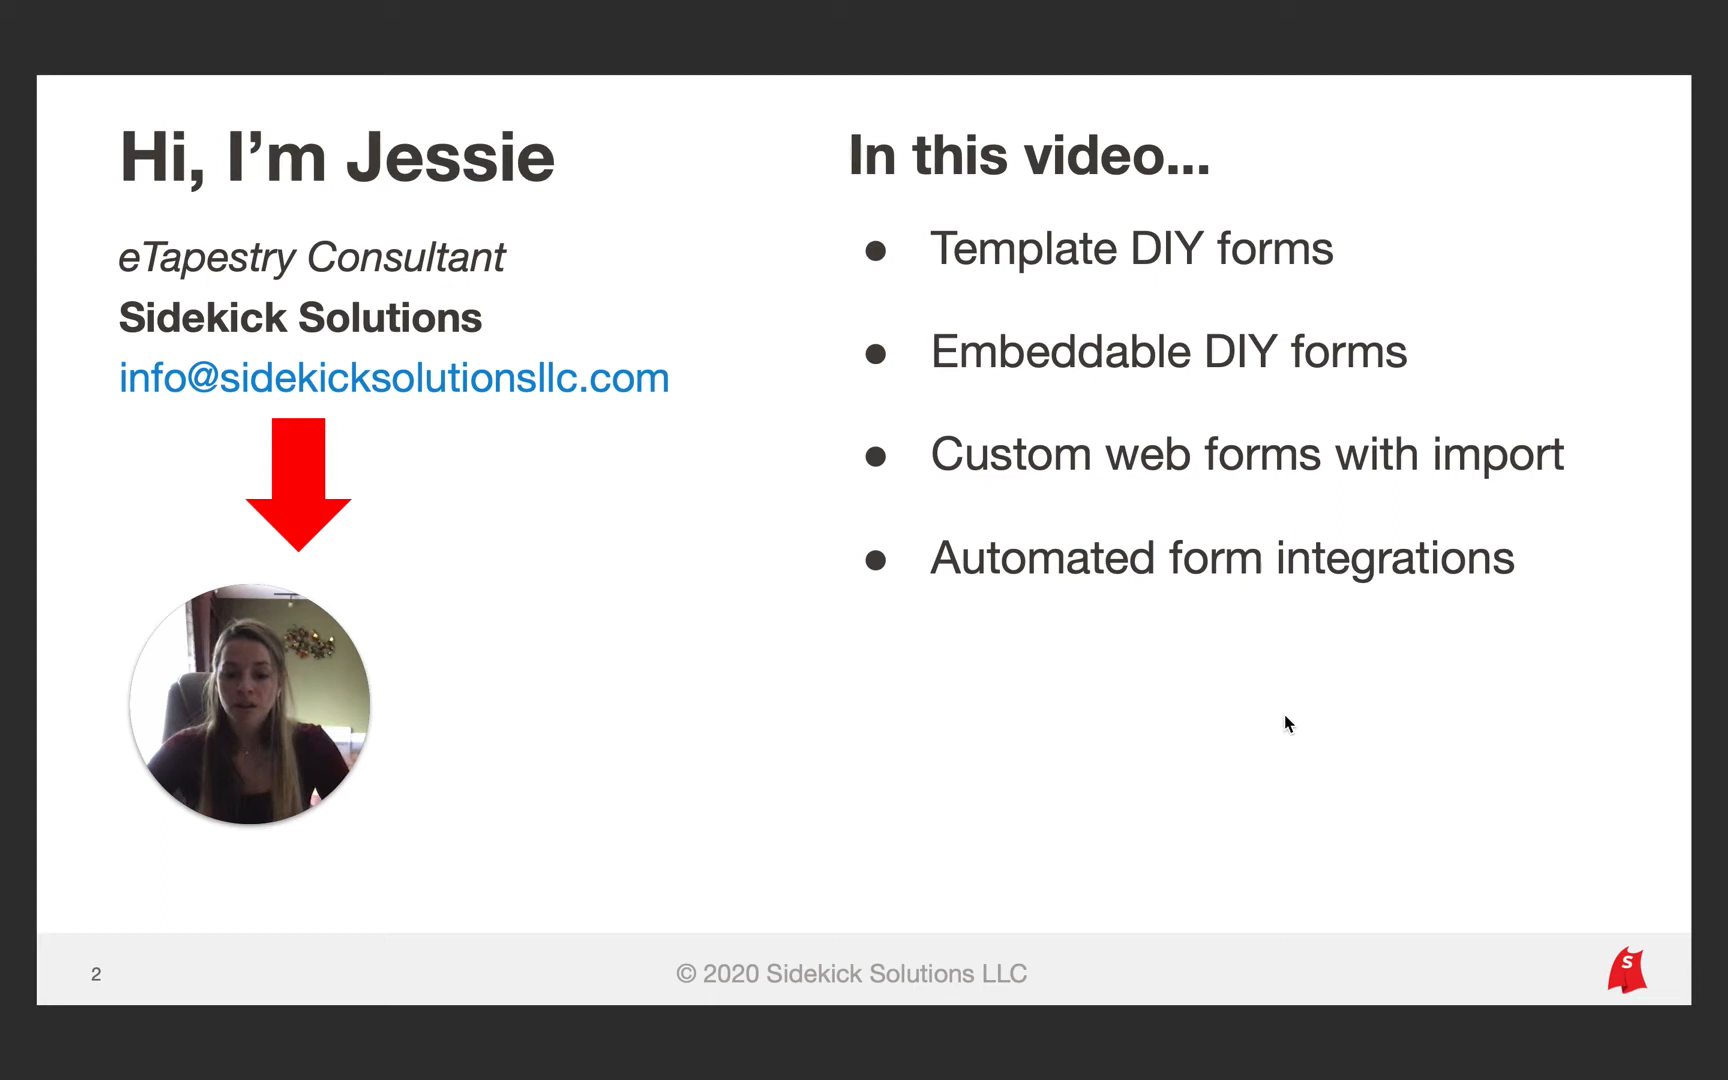 Hi, I’m Jessie
eTapestry Consultant
Sidekick Solutions
info@sidekicksolutionsllc.com
In this video...
● Template DIY forms
● Embeddable DIY forms
● Custom web forms with import
● Automated form integrations
2
© 2020 Sidekick Solutions LLC
S